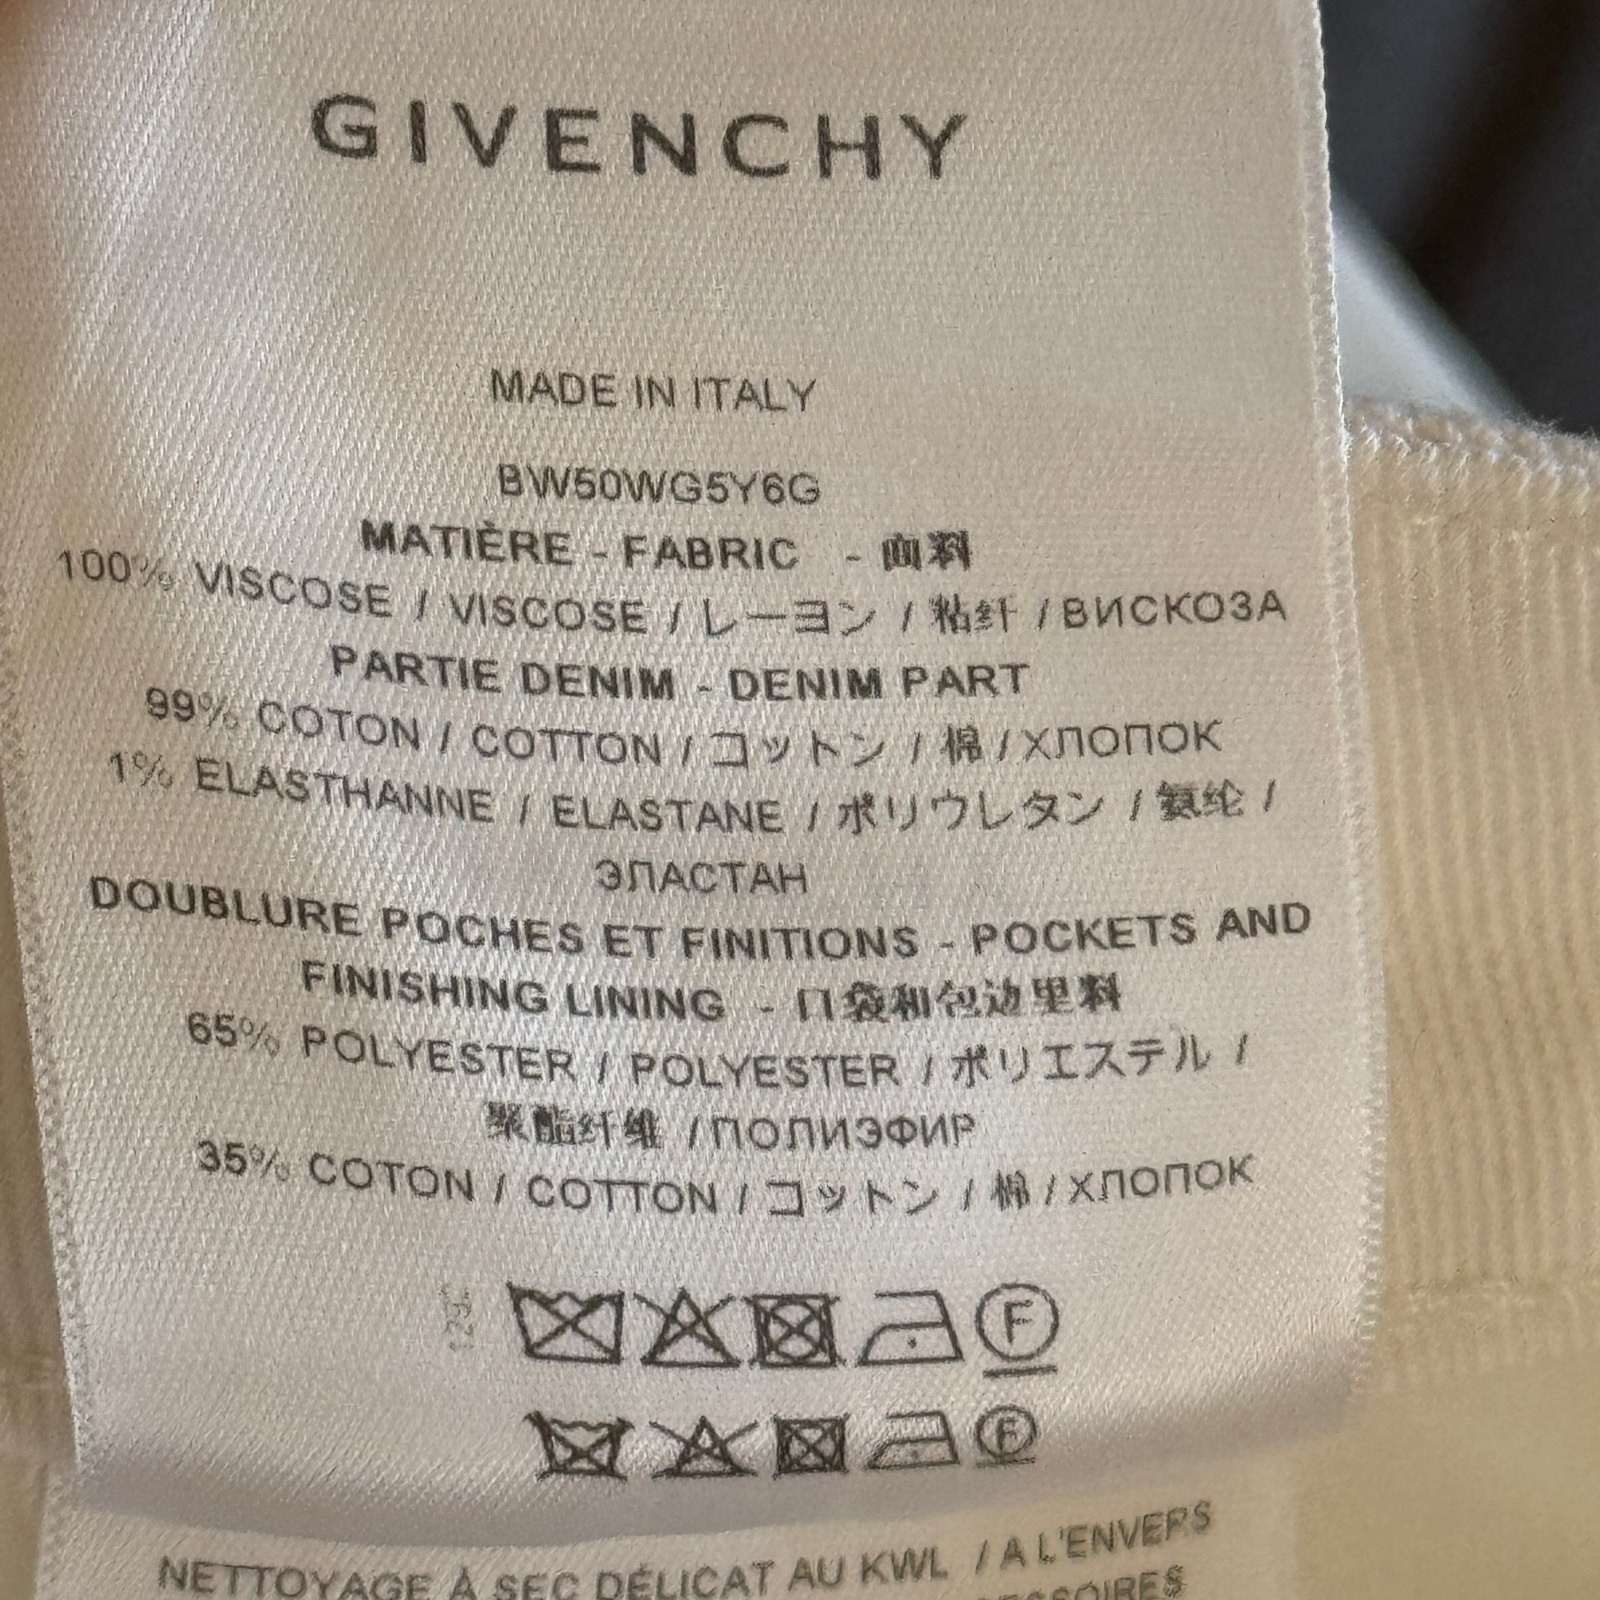 GIVENCHY
MADE IN ITALY
BW50WG5Y6G
MATIÈRE - FABRIC - 面料
100% VISCOSE / VISCOSE / レーヨン / 粘纤 / ВИСКОЗА
PARTIE DENIM - DENIM PART
99% COTON / COTTON / コットン / 棉 / ХЛОПОК
1% ELASTHANNE / ELASTANE / ポリウレタン / 氨纶 /
ЭЛАСТАН
DOUBLURE POCHES ET FINITIONS - POCKETS AND
FINISHING LINING - 口袋和包边里料
65% POLYESTER / POLYESTER / ポリエステル /
聚酯纤维 / ПОЛИЭФИР
35% COTON / COTTON / コットン / 棉 / ХЛОПОК
F
F
NETTOYAGE À SEC DÉLICAT AU KWL / A L'ENVERS